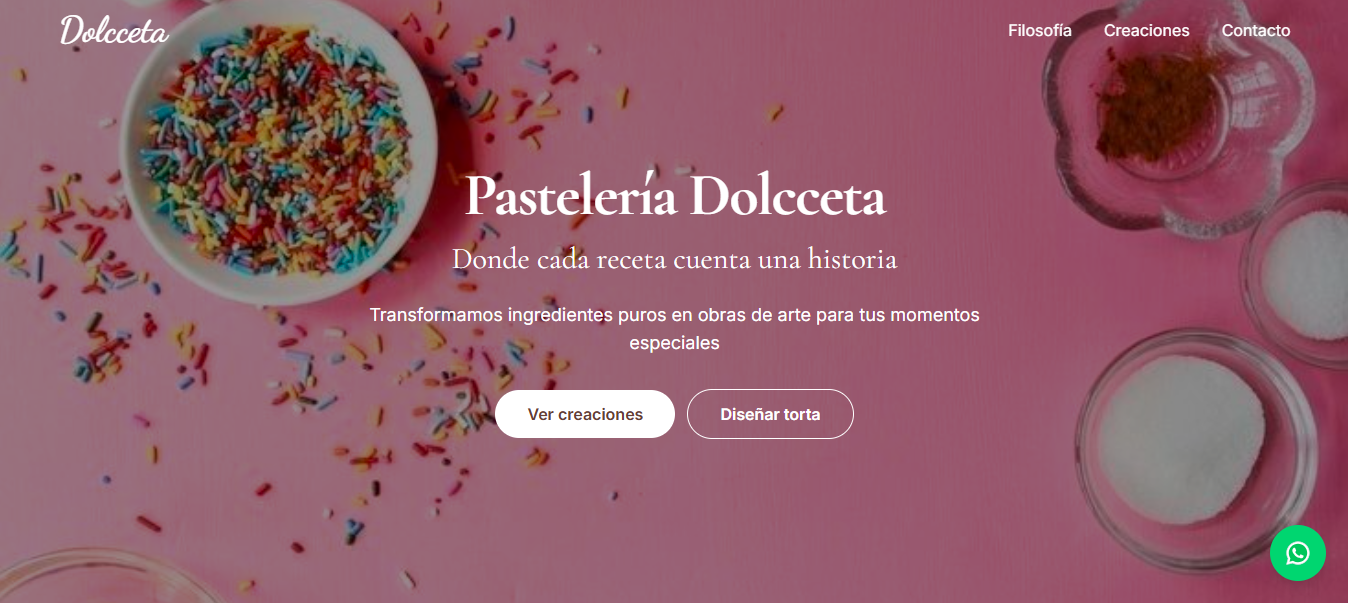 Dolcceta
Filosofía Creaciones Contacto
Pastelería Dolcceta
Donde cada receta cuenta una historia
Transformamos ingredientes puros en obras de arte para tus momentos
especiales
Ver creaciones Diseñar torta